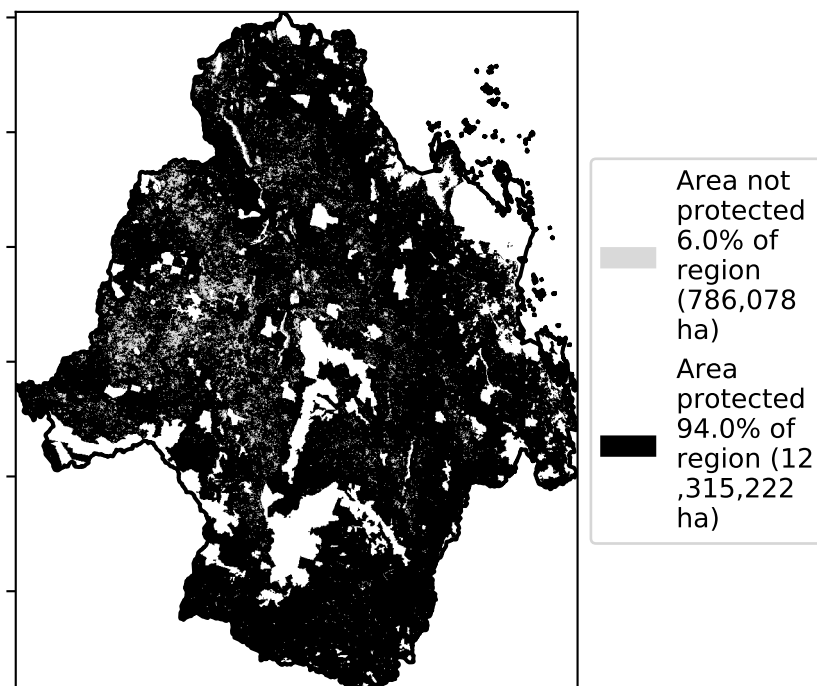 Area not
protected
6.0% of
region
(786,078
ha)
Area
protected
94.0% of
region (12
,315,222
ha)